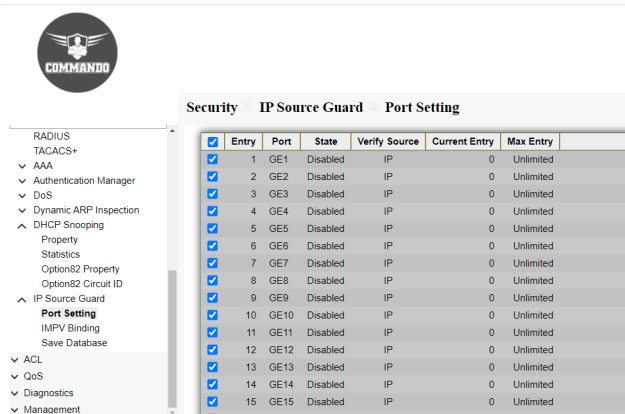 COMMANDO
Security » IP Source Guard » Port Setting
RADIUS
TACACS+
AAA
Authentication Manager
DoS
Dynamic ARP Inspection
DHCP Snooping
Property
Statistics
Option82 Property
Option82 Circuit ID
IP Source Guard
Port Setting
IMPV Binding
Save Database
ACL
QoS
Diagnostics
Management
Entry Port State Verify Source Current Entry Max Entry
1 GE1 Disabled IP 0 Unlimited
2 GE2 Disabled IP 0 Unlimited
3 GE3 Disabled IP 0 Unlimited
4 GE4 Disabled IP 0 Unlimited
5 GE5 Disabled IP 0 Unlimited
6 GE6 Disabled IP 0 Unlimited
7 GE7 Disabled IP 0 Unlimited
8 GE8 Disabled IP 0 Unlimited
9 GE9 Disabled IP 0 Unlimited
10 GE10 Disabled IP 0 Unlimited
11 GE11 Disabled IP 0 Unlimited
12 GE12 Disabled IP 0 Unlimited
13 GE13 Disabled IP 0 Unlimited
14 GE14 Disabled IP 0 Unlimited
15 GE15 Disabled IP 0 Unlimited